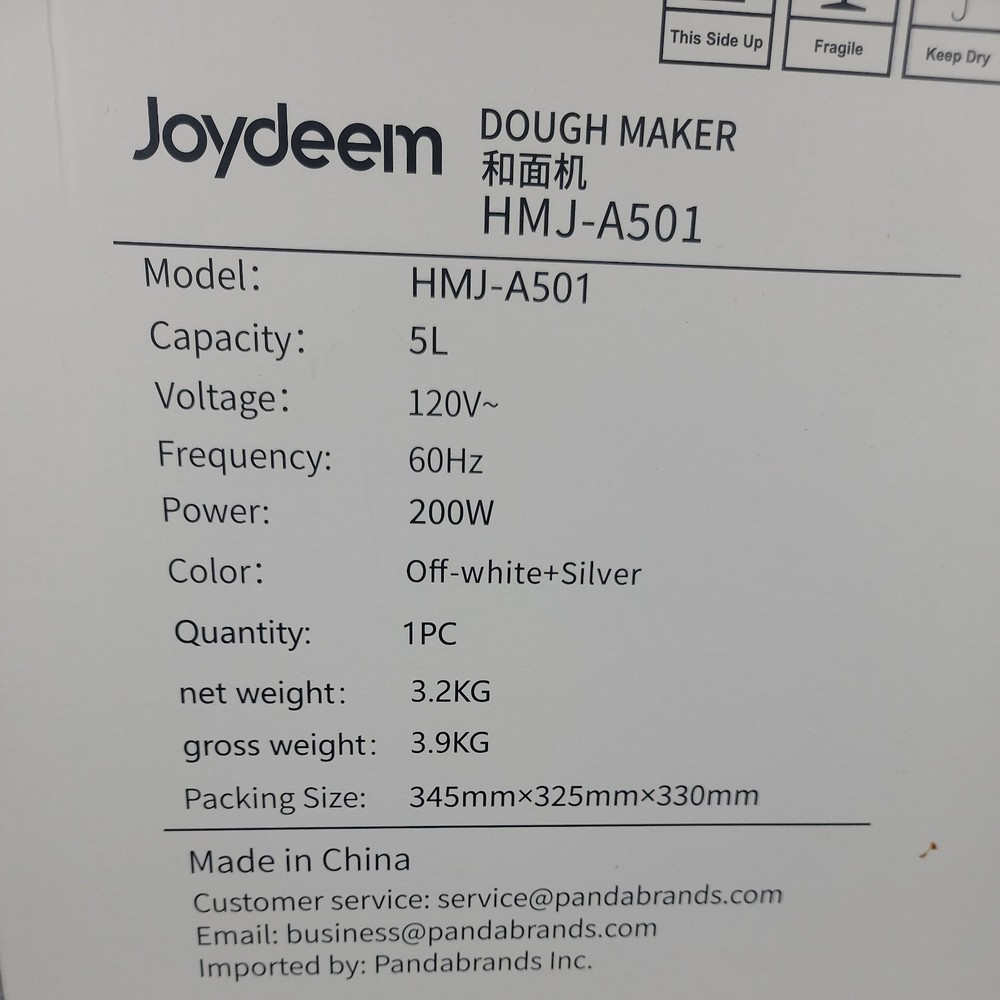 This Side Up
Fragile
Keep Dry
Joydeem
DOUGH MAKER
和面机
HMJ-A501
Model: HMJ-A501
Capacity: 5L
Voltage: 120V~
Frequency: 60Hz
Power: 200W
Color: Off-white+Silver
Quantity: 1PC
net weight: 3.2KG
gross weight: 3.9KG
Packing Size: 345mm×325mm×330mm
Made in China
Customer service: service@pandabrands.com
Email: business@pandabrands.com
Imported by: Pandabrands Inc.